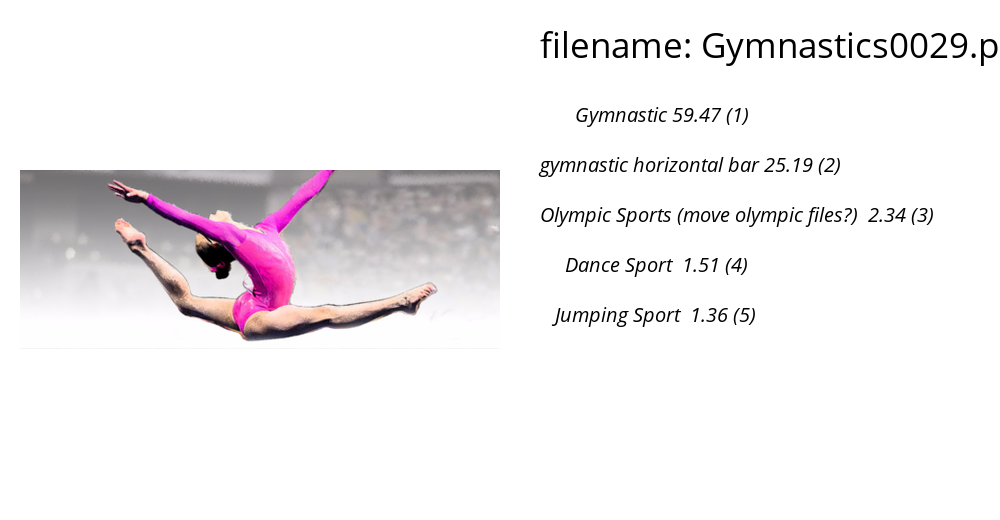 filename: Gymnastics0029.p
Gymnastic 59.47 (1)
gymnastic horizontal bar 25.19 (2)
Olympic Sports (move olympic files?)  2.34 (3)
Dance Sport  1.51 (4)
Jumping Sport  1.36 (5)